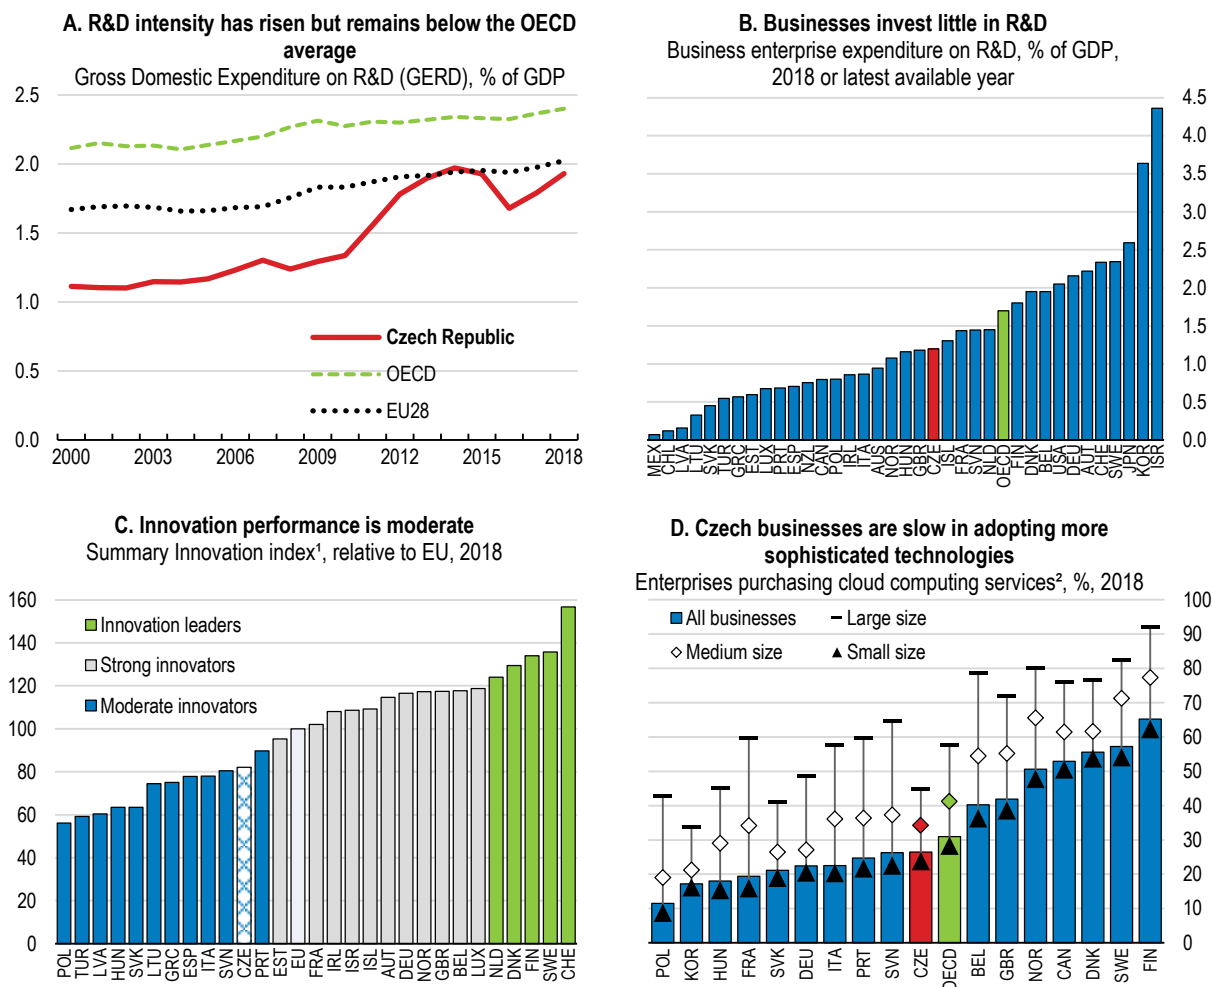 A. R&D intensity has risen but remains below the OECD
average
Gross Domestic Expenditure on R&D (GERD), % of GDP
2.5
2.0
1.5
1.0
0.5
0.0
Czech Republic
OECD
EU28
2000 2003 2006 2009 2012 2015 2018
B. Businesses invest little in R&D
Business enterprise expenditure on R&D, % of GDP,
2018 or latest available year
4.5
4.0
3.5
3.0
2.5
2.0
1.5
1.0
0.5
0.0
MEX CHL LVA LTU SVK TUR GRC EST LUX PRT ESP NZL CAN POL IRL ITA AUS NOR HUN GBR CZE ISL FRA SVN NLD OECD FIN DNK BEL USA DEU AUT CHE SWE JPN KOR ISR
C. Innovation performance is moderate
Summary Innovation index¹, relative to EU, 2018
160
140
120
100
80
60
40
20
0
Innovation leaders
Strong innovators
Moderate innovators
POL TUR LVA HUN SVK LTU GRC ESP ITA SVN CZE PRT EST EU FRA IRL ISR ISL AUT DEU NOR GBR BEL LUX NLD DNK FIN SWE CHE
D. Czech businesses are slow in adopting more
sophisticated technologies
Enterprises purchasing cloud computing services², %, 2018
All businesses Large size
Medium size Small size
100
90
80
70
60
50
40
30
20
10
0
POL KOR HUN FRA SVK DEU ITA PRT SVN CZE OECD BEL GBR NOR CAN DNK SWE FIN